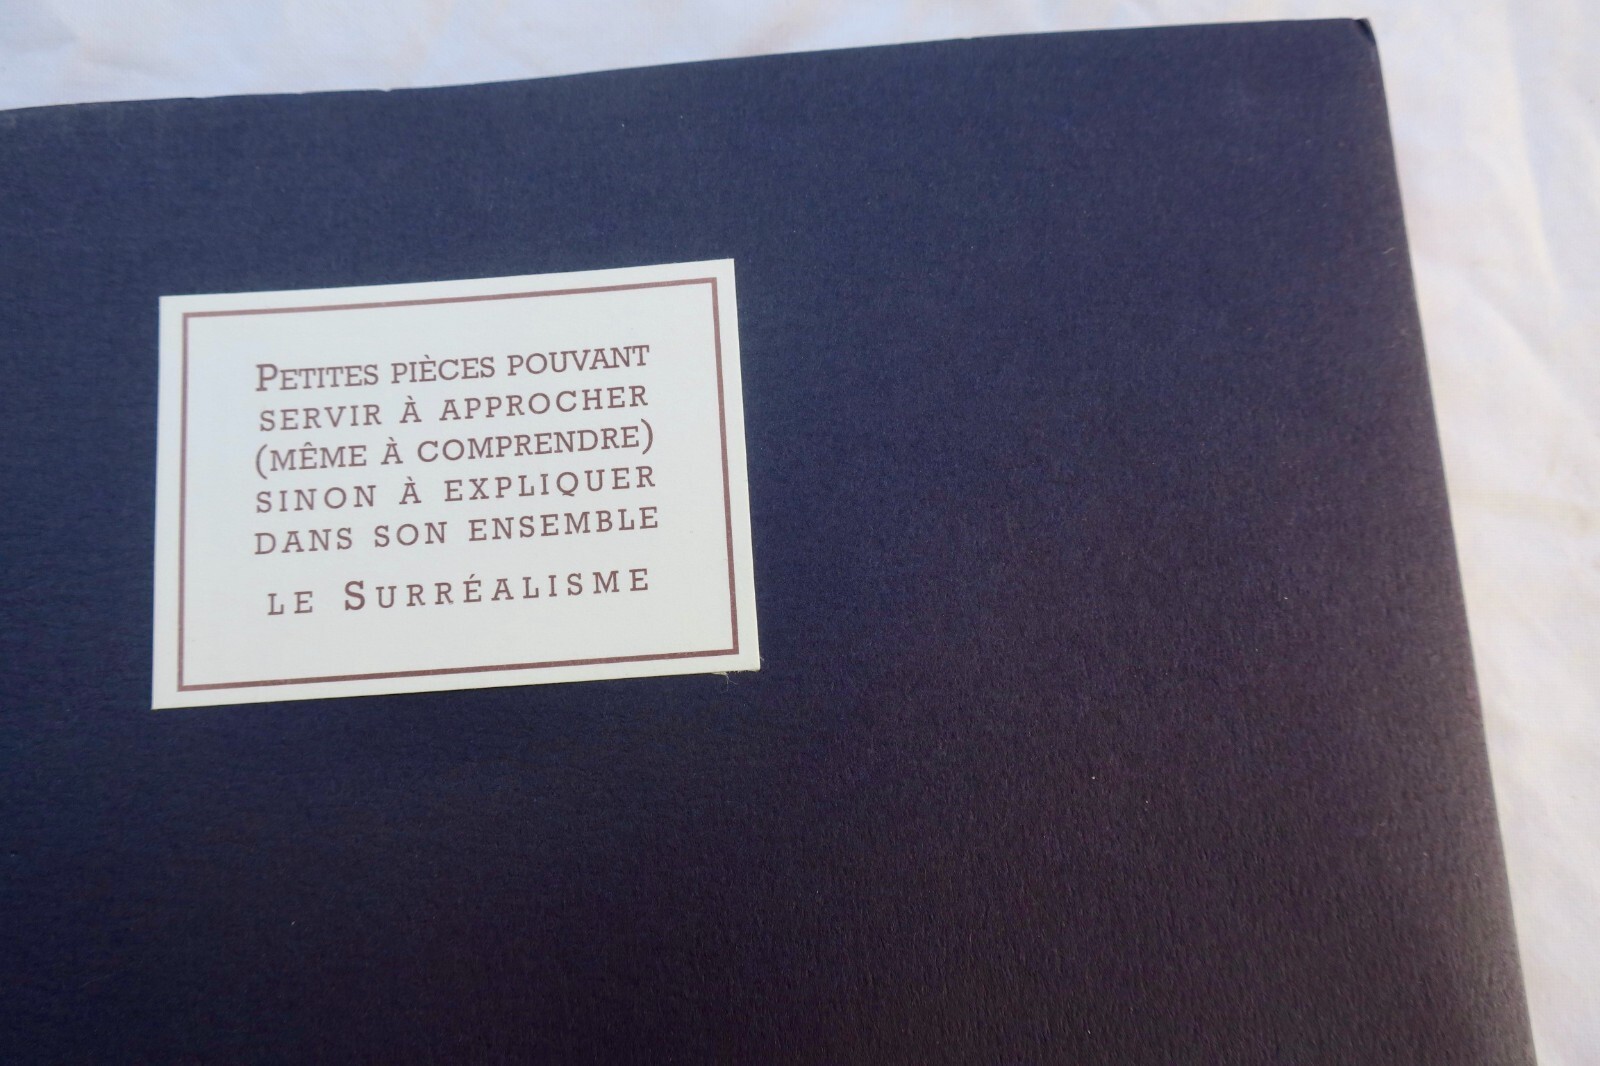 Petites pièces pouvant
servir à approcher
(même à comprendre)
sinon à expliquer
dans son ensemble
le Surréalisme